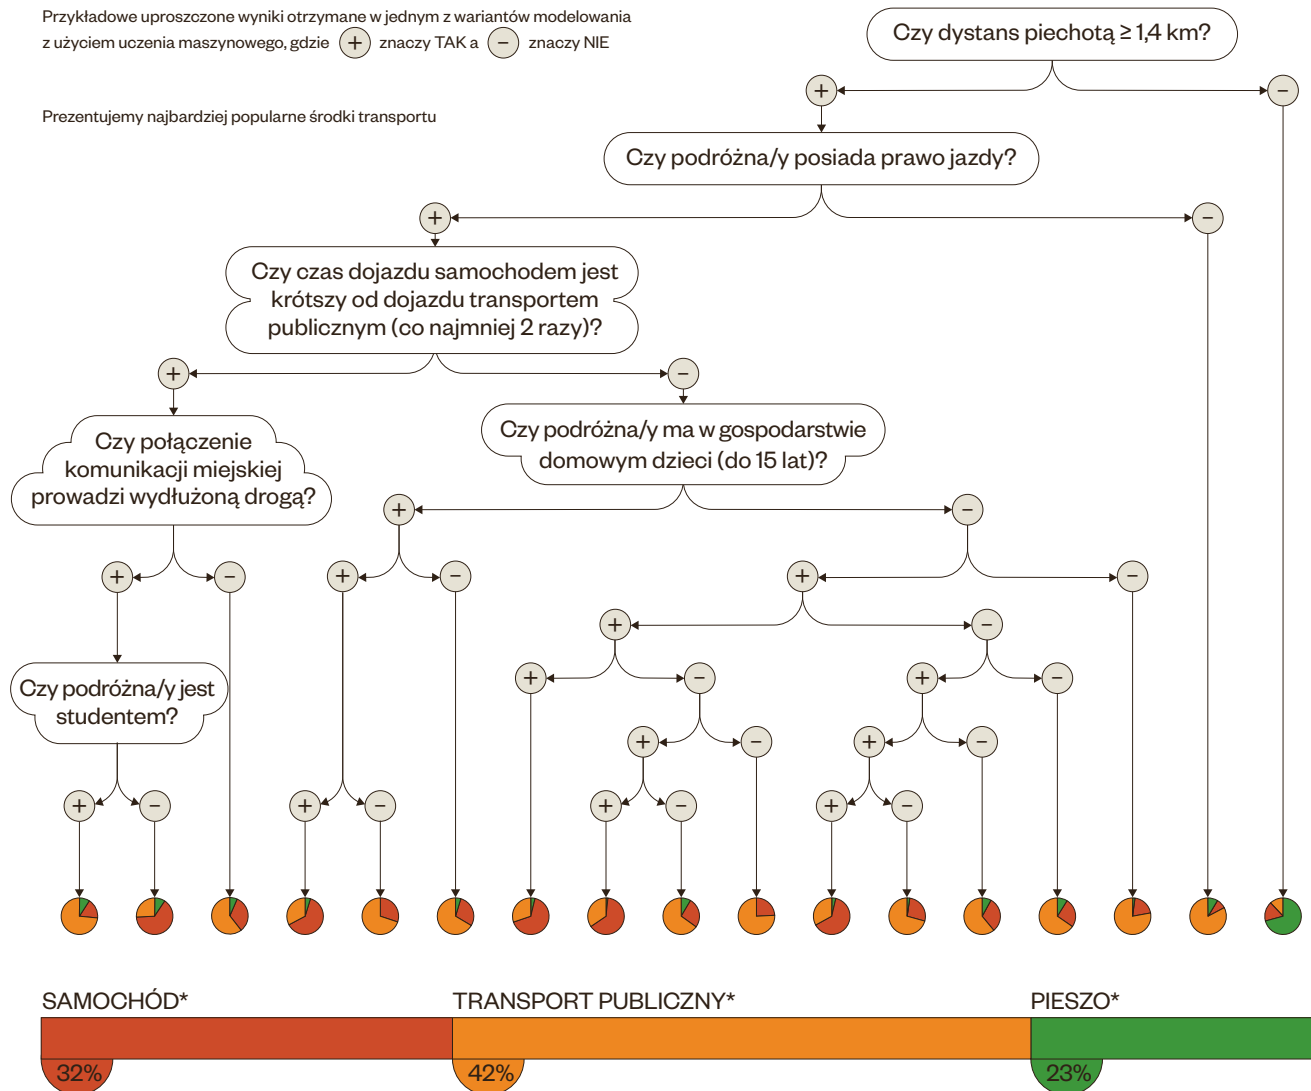 Przykładowe uproszczone wyniki otrzymane w jednym z wariantów modelowania
z użyciem uczenia maszynowego, gdzie + znaczy TAK a − znaczy NIE
Prezentujemy najbardziej popularne środki transportu
Czy dystans piechotą ≥ 1,4 km?
+
−
Czy podróżna/y posiada prawo jazdy?
+
−
Czy czas dojazdu samochodem jest
krótszy od dojazdu transportem
publicznym (co najmniej 2 razy)?
+
−
Czy połączenie
komunikacji miejskiej
prowadzi wydłużoną drogą?
Czy podróżna/y ma w gospodarstwie
domowym dzieci (do 15 lat)?
+
−
+ − + − + −
+ −
Czy podróżna/y jest
studentem?
+ − + −
+ − + −
+ − + − + − + − + −
SAMOCHÓD*
TRANSPORT PUBLICZNY*
PIESZO*
32%
42%
23%